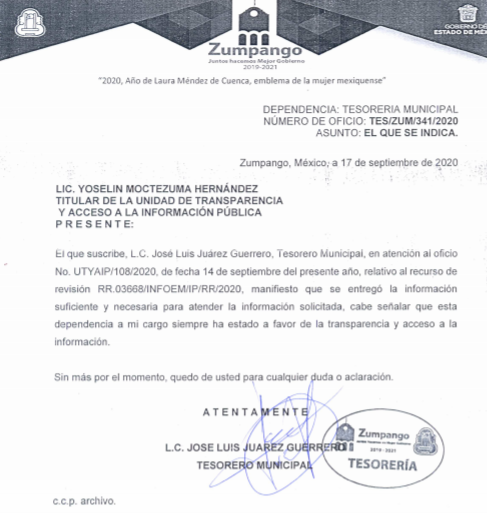 Zumpango
Juntos hacemos Mejor Gobierno
2019-2021
GOBIERNO DEL
ESTADO DE MÉX
"2020, Año de Laura Méndez de Cuenca, emblema de la mujer mexiquense"
DEPENDENCIA: TESORERIA MUNICIPAL
NÚMERO DE OFICIO: TES/ZUM/341/2020
ASUNTO: EL QUE SE INDICA.
Zumpango, México, a 17 de septiembre de 2020
LIC. YOSELIN MOCTEZUMA HERNÁNDEZ
TITULAR DE LA UNIDAD DE TRANSPARENCIA
Y ACCESO A LA INFORMACIÓN PÚBLICA
P R E S E N T E:
El que suscribe, L.C. José Luis Juárez Guerrero, Tesorero Municipal, en atención al oficio
No. UTYAIP/108/2020, de fecha 14 de septiembre del presente año, relativo al recurso de
revisión RR.03668/INFOEM/IP/RR/2020, manifiesto que se entregó la información
suficiente y necesaria para atender la información solicitada, cabe señalar que esta
dependencia a mi cargo siempre ha estado a favor de la transparencia y acceso a la
información.
Sin más por el momento, quedo de usted para cualquier duda o aclaración.
A T E N T A M E N T E
L.C. JOSE LUIS JUAREZ GUERRERO
TESORERO MUNICIPAL
Zumpango
2019 - 2021
TESORERÍA
c.c.p. archivo.